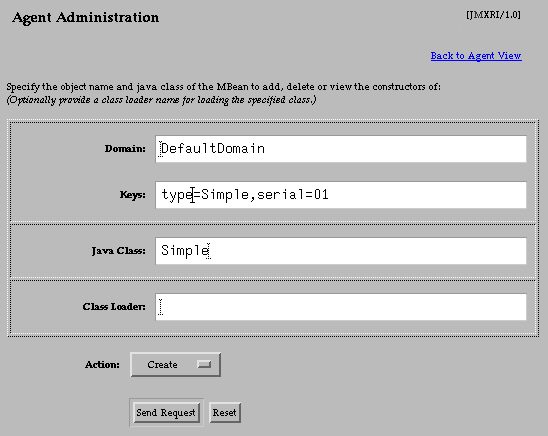 Agent Administration
[JMXRI/1.0]
Back to Agent View
Specify the object name and java class of the MBean to add, delete or view the constructors of:
(Optionally provide a class loader name for loading the specified class.)
Domain: DefaultDomain
Keys: type=Simple,serial=01
Java Class: Simple
Class Loader:
Action: Create
Send Request Reset